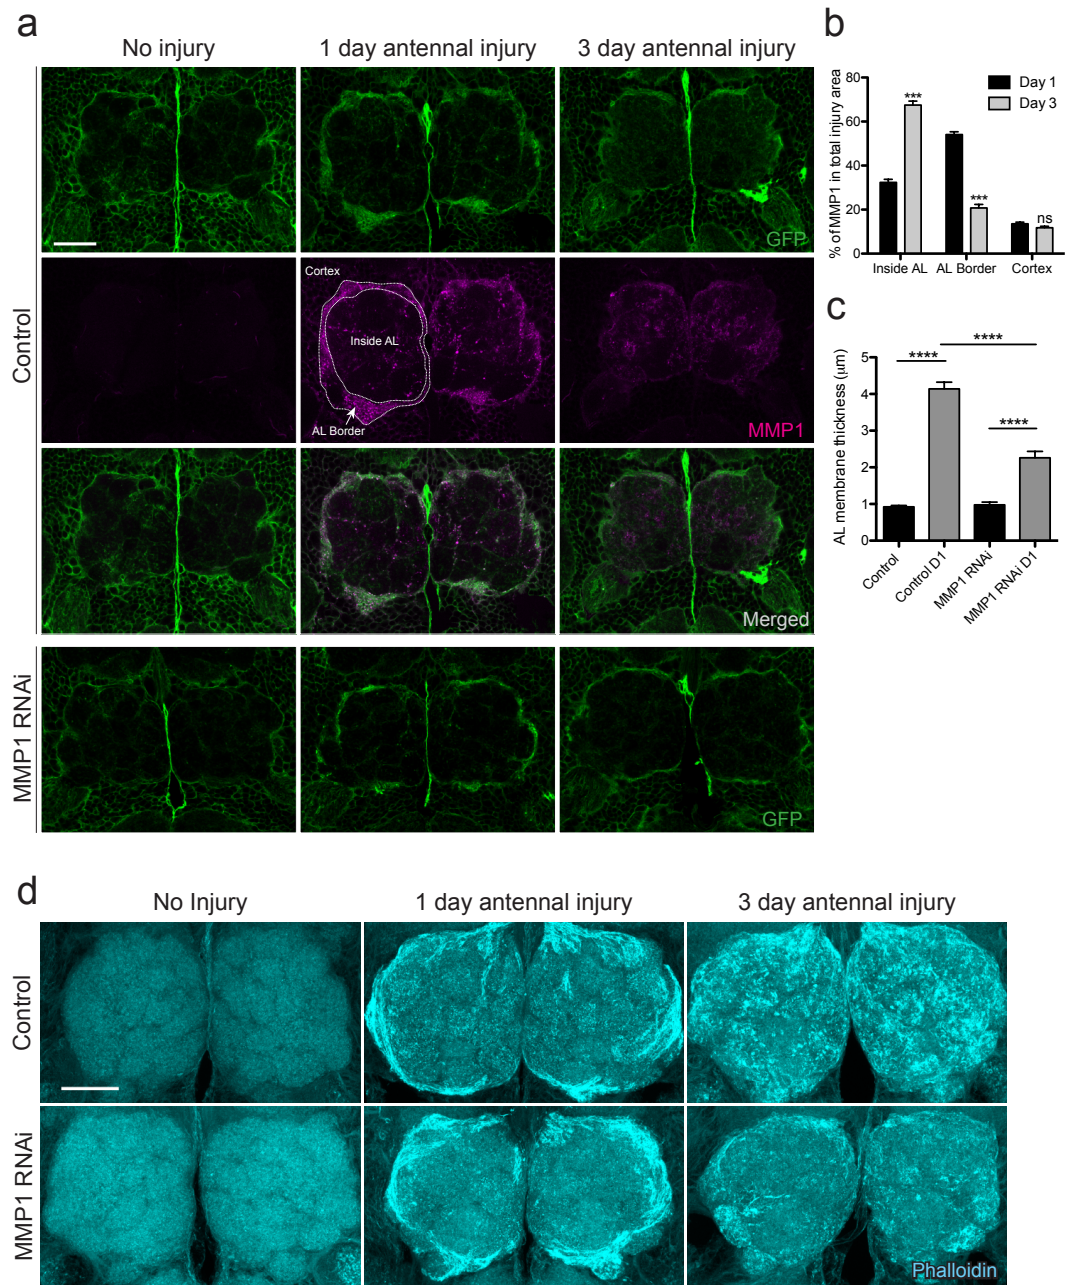 a
No injury
1 day antennal injury
3 day antennal injury
Control
GFP
Cortex
Inside AL
AL Border
MMP1
Merged
MMP1 RNAi
GFP
b
% of MMP1 in total injury area
80
60
40
20
0
Day 1
Day 3
***
***
ns
Inside AL
AL Border
Cortex
c
AL membrane thickness (μm)
5
4
3
2
1
0
****
****
****
Control
Control D1
MMP1 RNAi
MMP1 RNAi D1
d
No Injury
1 day antennal injury
3 day antennal injury
Control
MMP1 RNAi
Phalloidin